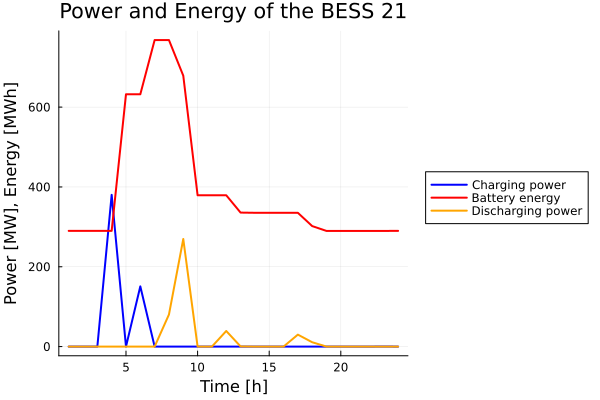 Power and Energy of the BESS 21
Power [MW], Energy [MWh]
600
400
200
0
5
10
15
20
Time [h]
Charging power
Battery energy
Discharging power